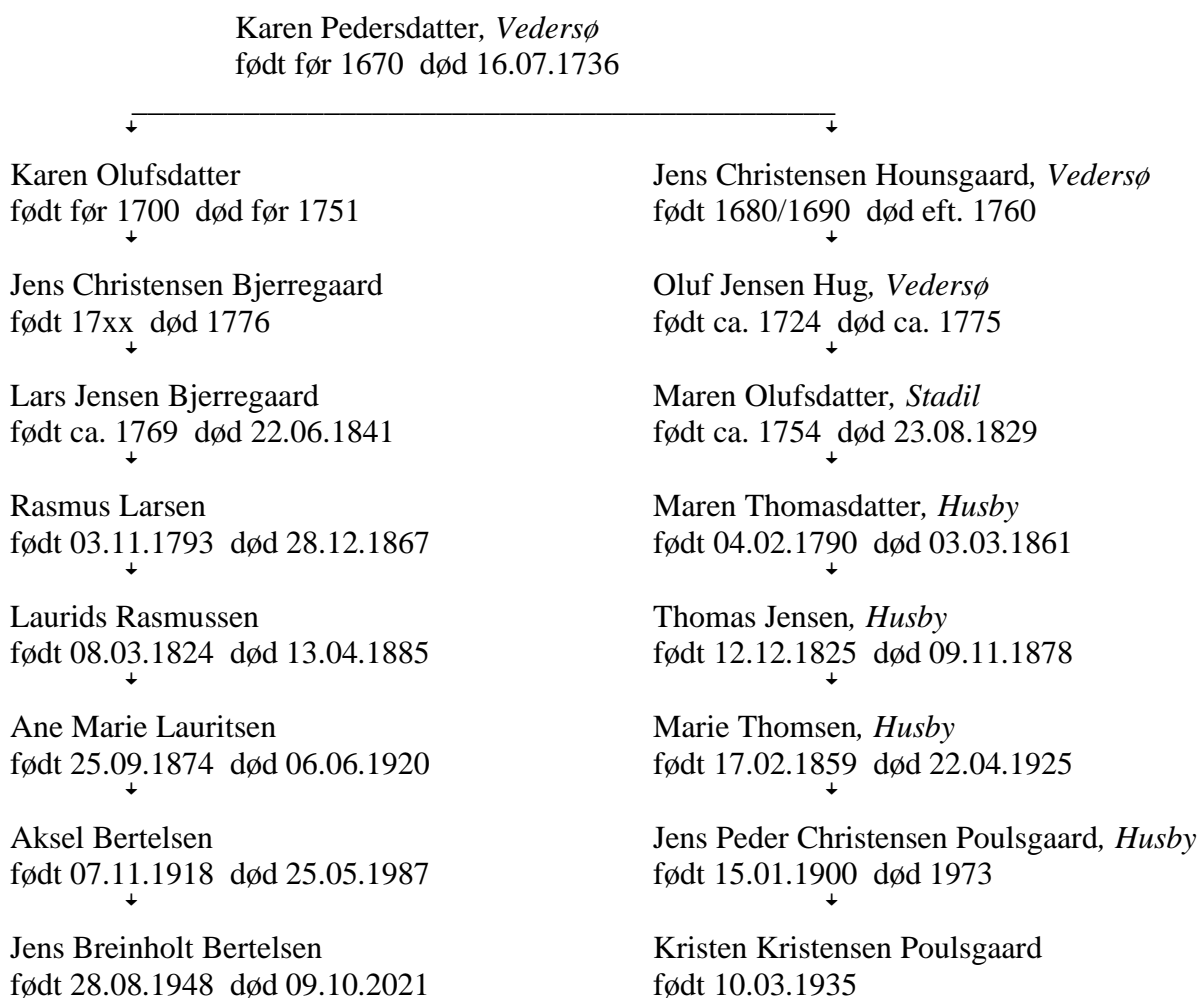 Karen Pedersdatter, Vedersø
født før 1670 død 16.07.1736
Karen Olufsdatter
født før 1700 død før 1751
Jens Christensen Bjerregaard
født 17xx død 1776
Lars Jensen Bjerregaard
født ca. 1769 død 22.06.1841
Rasmus Larsen
født 03.11.1793 død 28.12.1867
Laurids Rasmussen
født 08.03.1824 død 13.04.1885
Ane Marie Lauritsen
født 25.09.1874 død 06.06.1920
Aksel Bertelsen
født 07.11.1918 død 25.05.1987
Jens Breinholt Bertelsen
født 28.08.1948 død 09.10.2021
Jens Christensen Hounsgaard, Vedersø
født 1680/1690 død eft. 1760
Oluf Jensen Hug, Vedersø
født ca. 1724 død ca. 1775
Maren Olufsdatter, Stadil
født ca. 1754 død 23.08.1829
Maren Thomasdatter, Husby
født 04.02.1790 død 03.03.1861
Thomas Jensen, Husby
født 12.12.1825 død 09.11.1878
Marie Thomsen, Husby
født 17.02.1859 død 22.04.1925
Jens Peder Christensen Poulsgaard, Husby
født 15.01.1900 død 1973
Kristen Kristensen Poulsgaard
født 10.03.1935